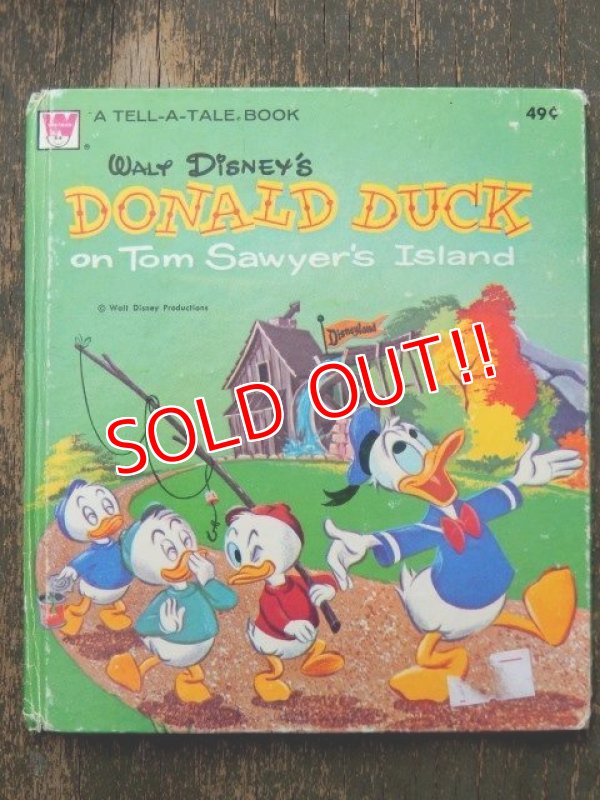 A TELL-A-TALE® BOOK
49¢
WALT DISNEY'S
DONALD DUCK
on Tom Sawyer's Island
© Walt Disney Productions
Disneyland
SOLD OUT!!